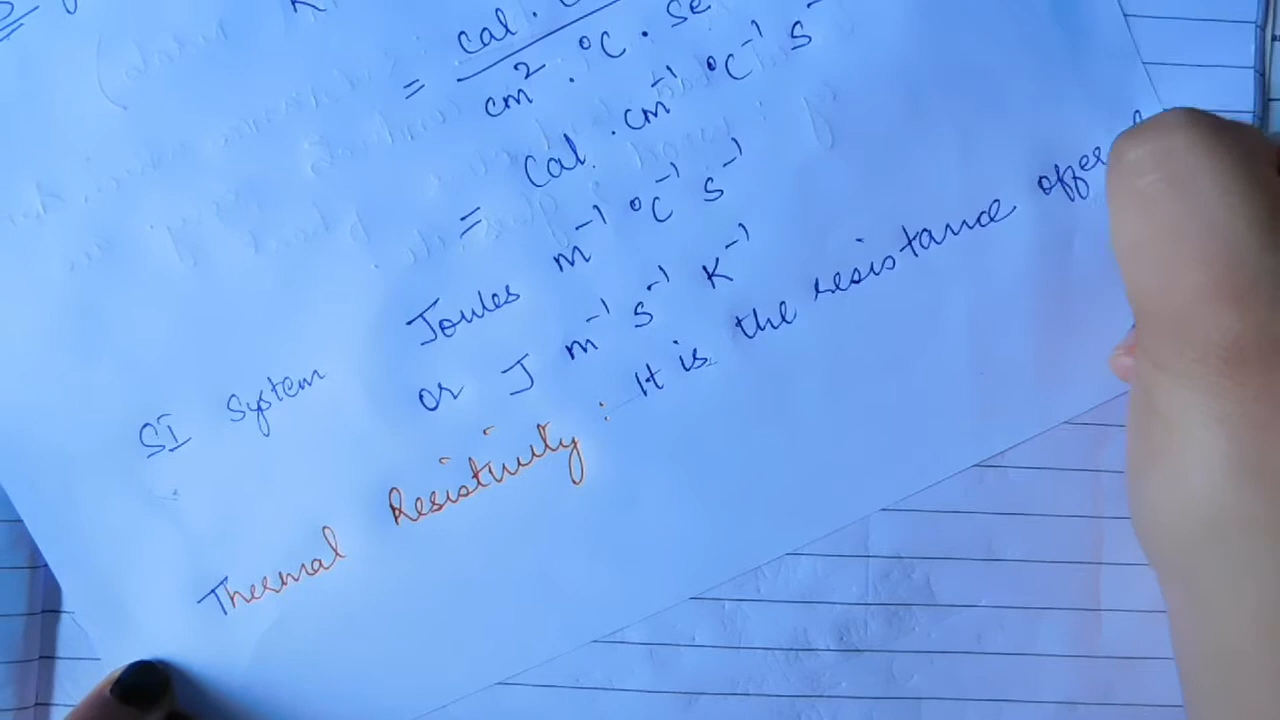 K
= cal.
cm² . °C . Se
= Cal. cm⁻¹ °C⁻¹ s⁻
SI System Joules m⁻¹ °C⁻¹ s⁻¹
or J m⁻¹ s⁻¹ K⁻¹
Thermal Resistivity : It is the resistance offer